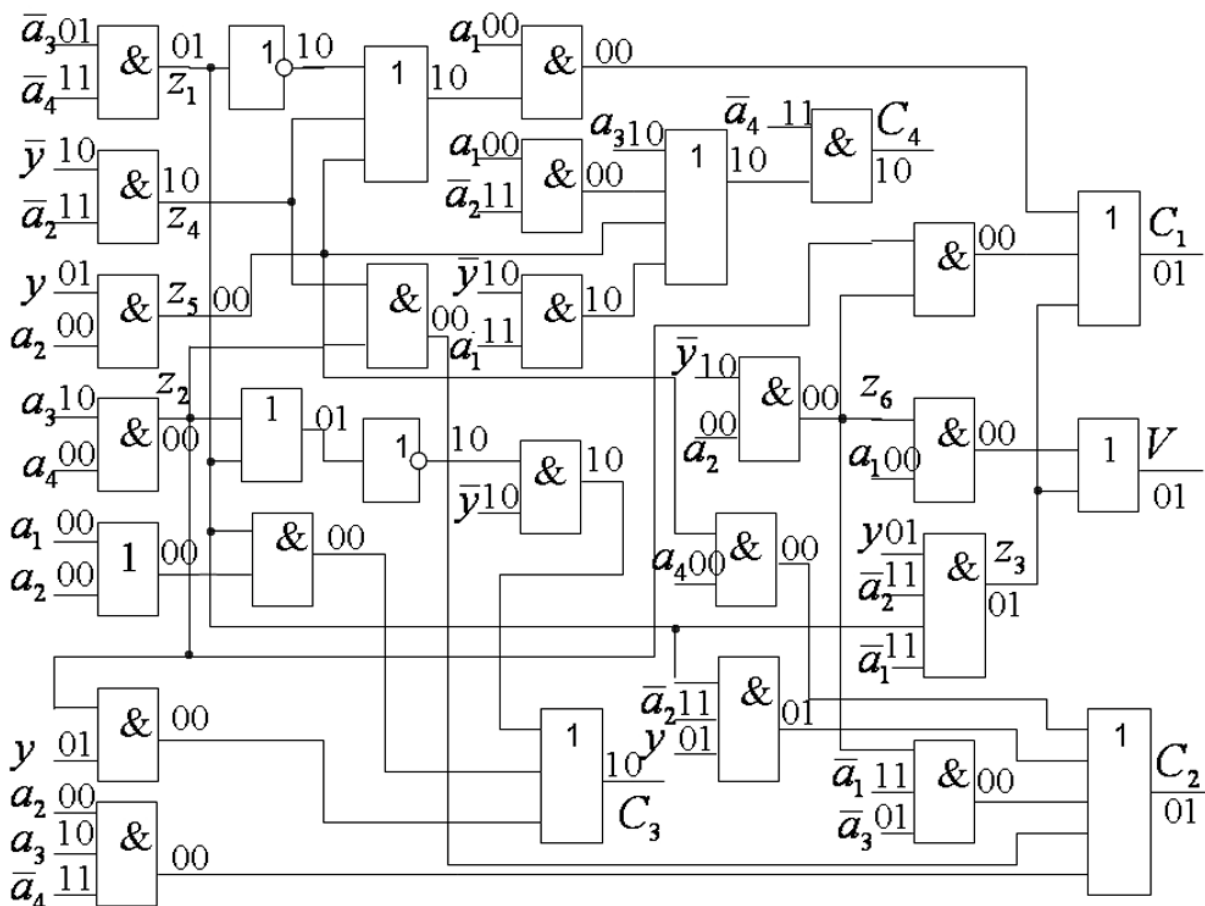 ā₃ 01 & 01 1 10 1 a₁ 00 & 00
ā₄ 11 z₁ 10
ȳ 10 & 10 a₁ 00 & 00 a₃ 10 1 10 ā₄ 11 & C₄
ā₂ 11 z₄ ā₂ 11 10
y 01 & z₅ 00 & 00 ȳ 10 & 10 & 00 1 C₁
a₂ 00 a₁ 11 01
a₃ 10 & z₂ 00 1 01 1 10 & 10 ȳ 10 & 00 z₆ & 00 1 V
a₄ 00 ȳ 10 00 a₂ a₁ 00 01
a₁ 00 1 00 & 00 & 00 y 01 & z₃
a₂ 00 a₄ 00 ā₂ 11 01
ā₁ 11
& 00 1 10 & 01 1 C₂
y 01 C₃ ā₂ 11 01
y 01
a₂ 00 & 00 ā₁ 11 & 00
a₃ 10 ā₃ 01
ā₄ 11